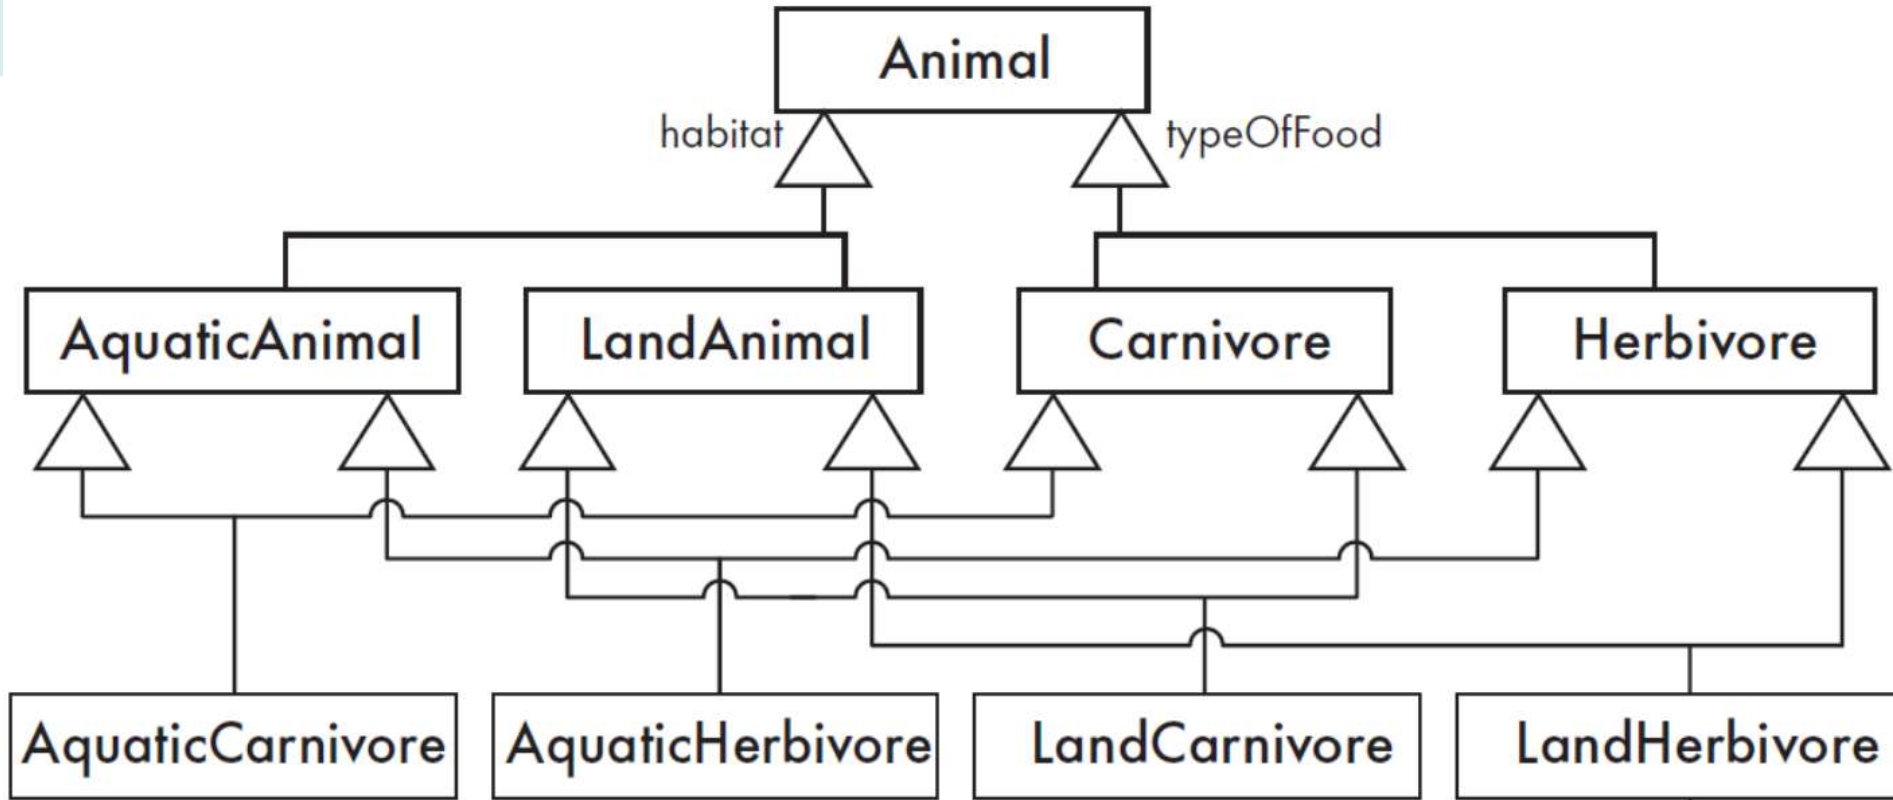 Animal
habitat
typeOfFood
AquaticAnimal
LandAnimal
Carnivore
Herbivore
AquaticCarnivore
AquaticHerbivore
LandCarnivore
LandHerbivore